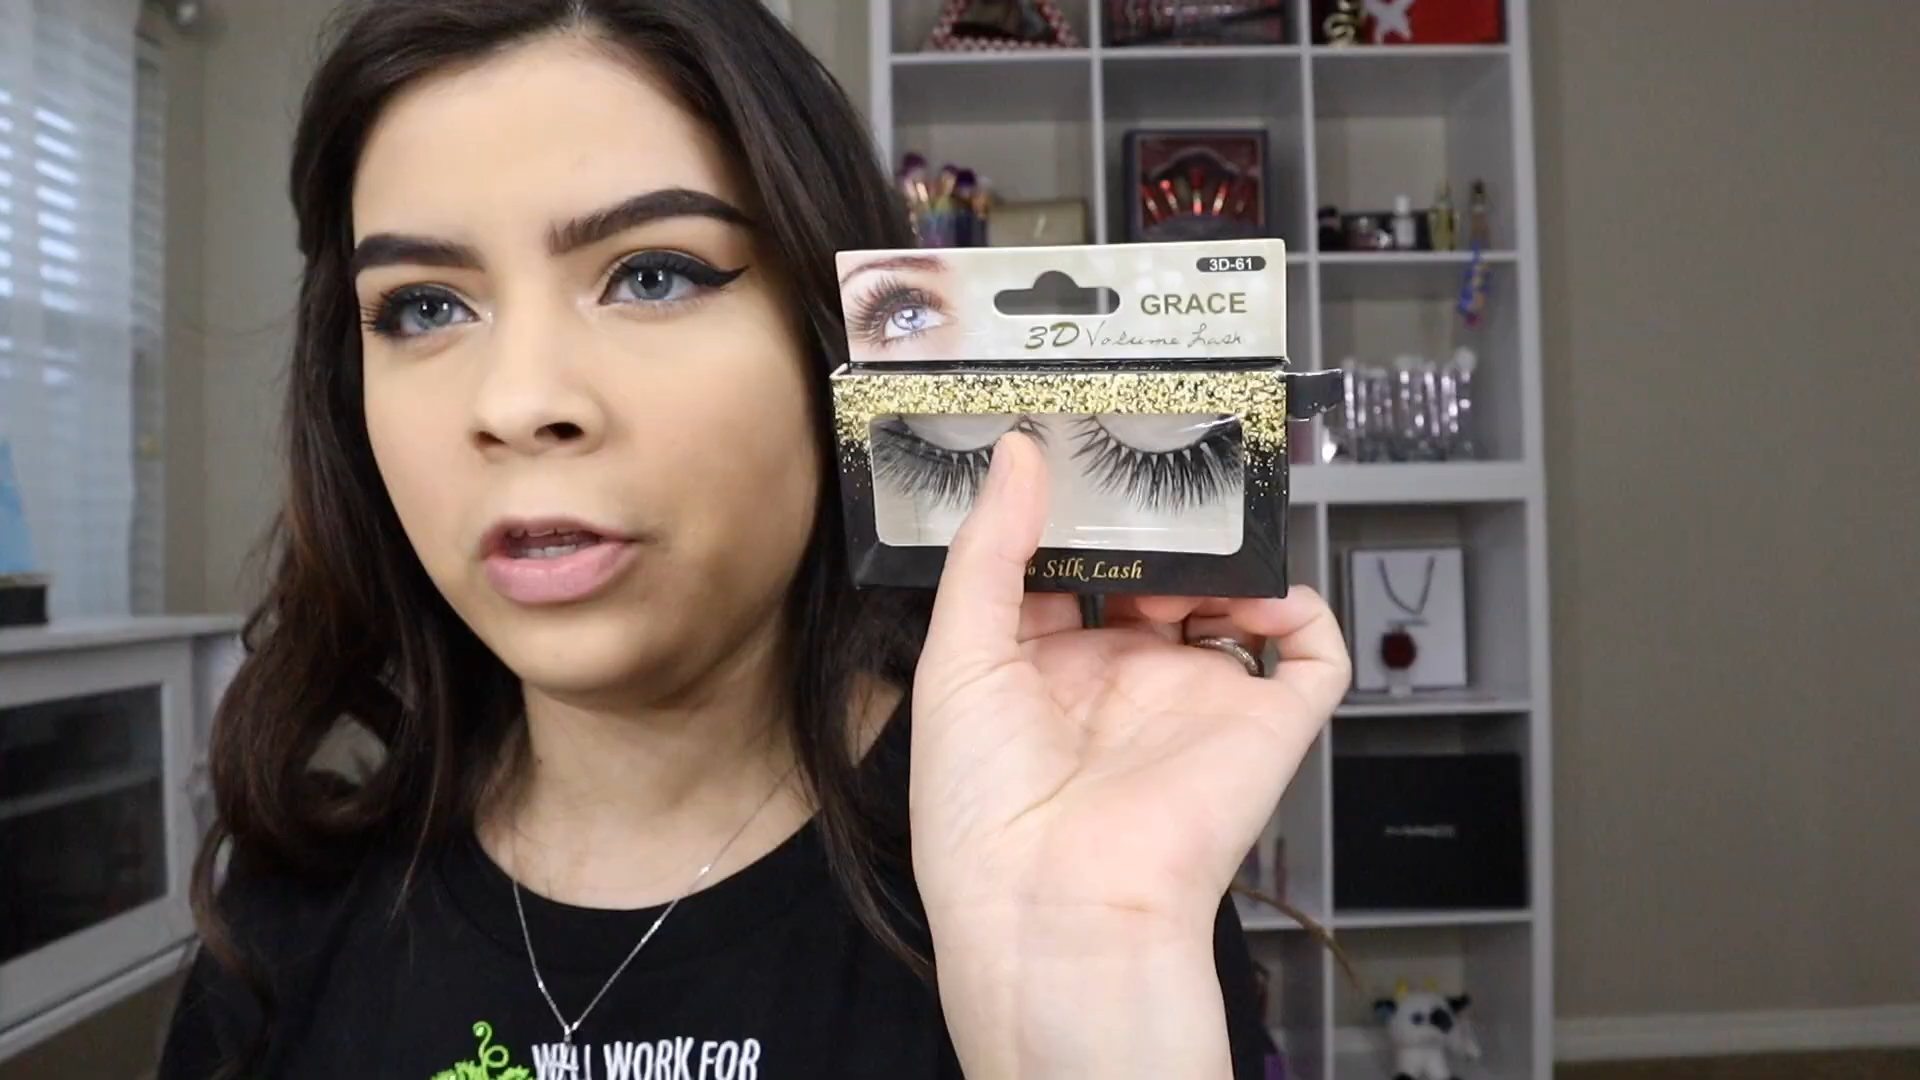 3D-61
GRACE
3D Volume Lash
% Silk Lash
WILL WORK FOR